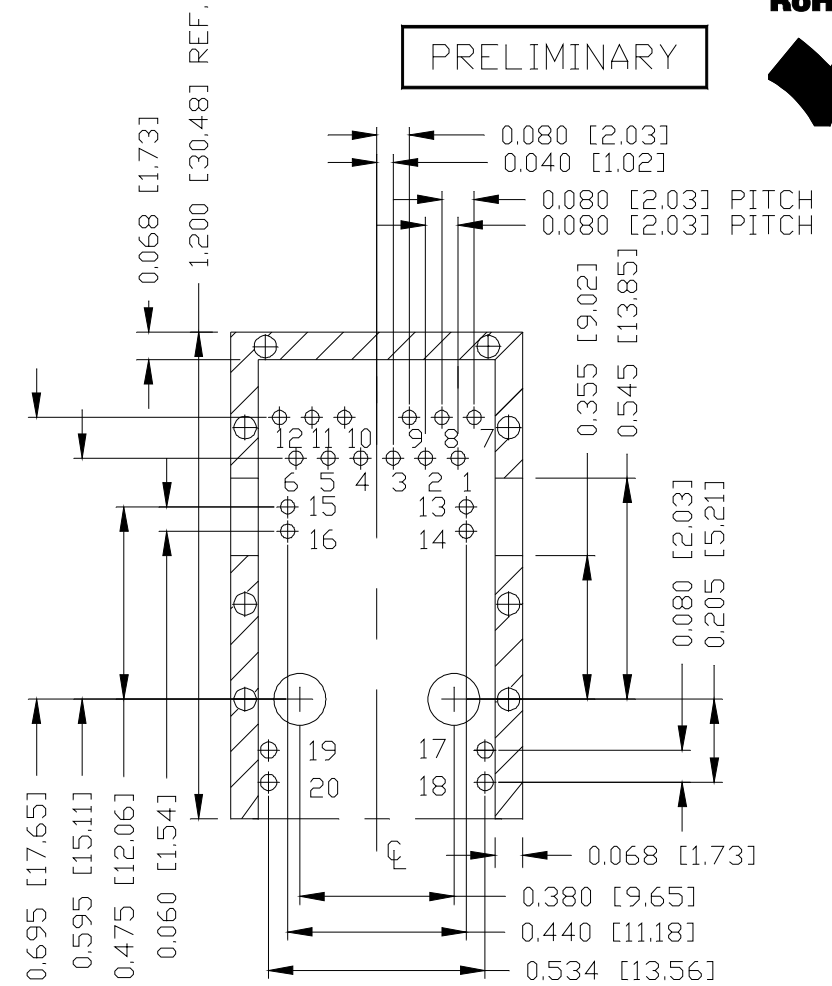 RoH
PRELIMINARY
0.068 [1.73]
1.200 [30.48] REF.
0.080 [2.03]
0.040 [1.02]
0.080 [2.03] PITCH
0.080 [2.03] PITCH
0.355 [9.02]
0.545 [13.85]
12 11 10 9 8 7
6 5 4 3 2 1
15 13
16 14
0.080 [2.03]
0.205 [5.21]
19 17
20 18
0.695 [17.65]
0.595 [15.11]
0.475 [12.06]
0.060 [1.54]
℄
0.068 [1.73]
0.380 [9.65]
0.440 [11.18]
0.534 [13.56]